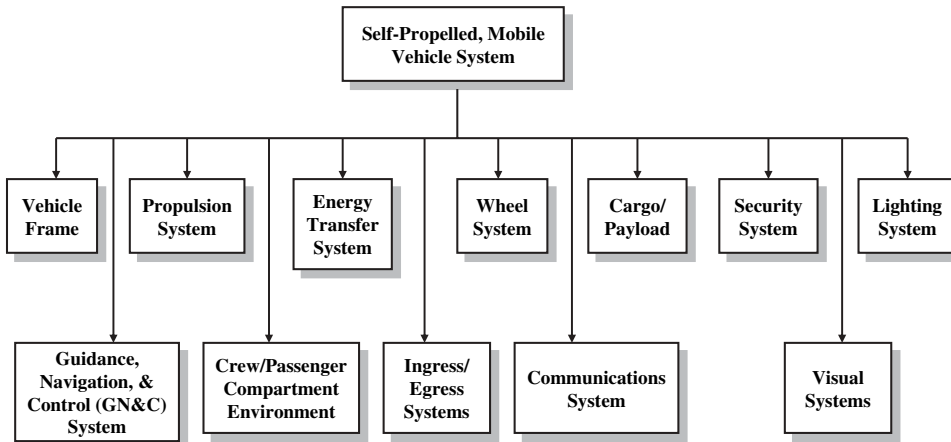 Self-Propelled, Mobile
Vehicle System
Vehicle
Frame
Propulsion
System
Energy
Transfer
System
Wheel
System
Cargo/
Payload
Security
System
Lighting
System
Guidance,
Navigation, &
Control (GN&C)
System
Crew/Passenger
Compartment
Environment
Ingress/
Egress
Systems
Communications
System
Visual
Systems